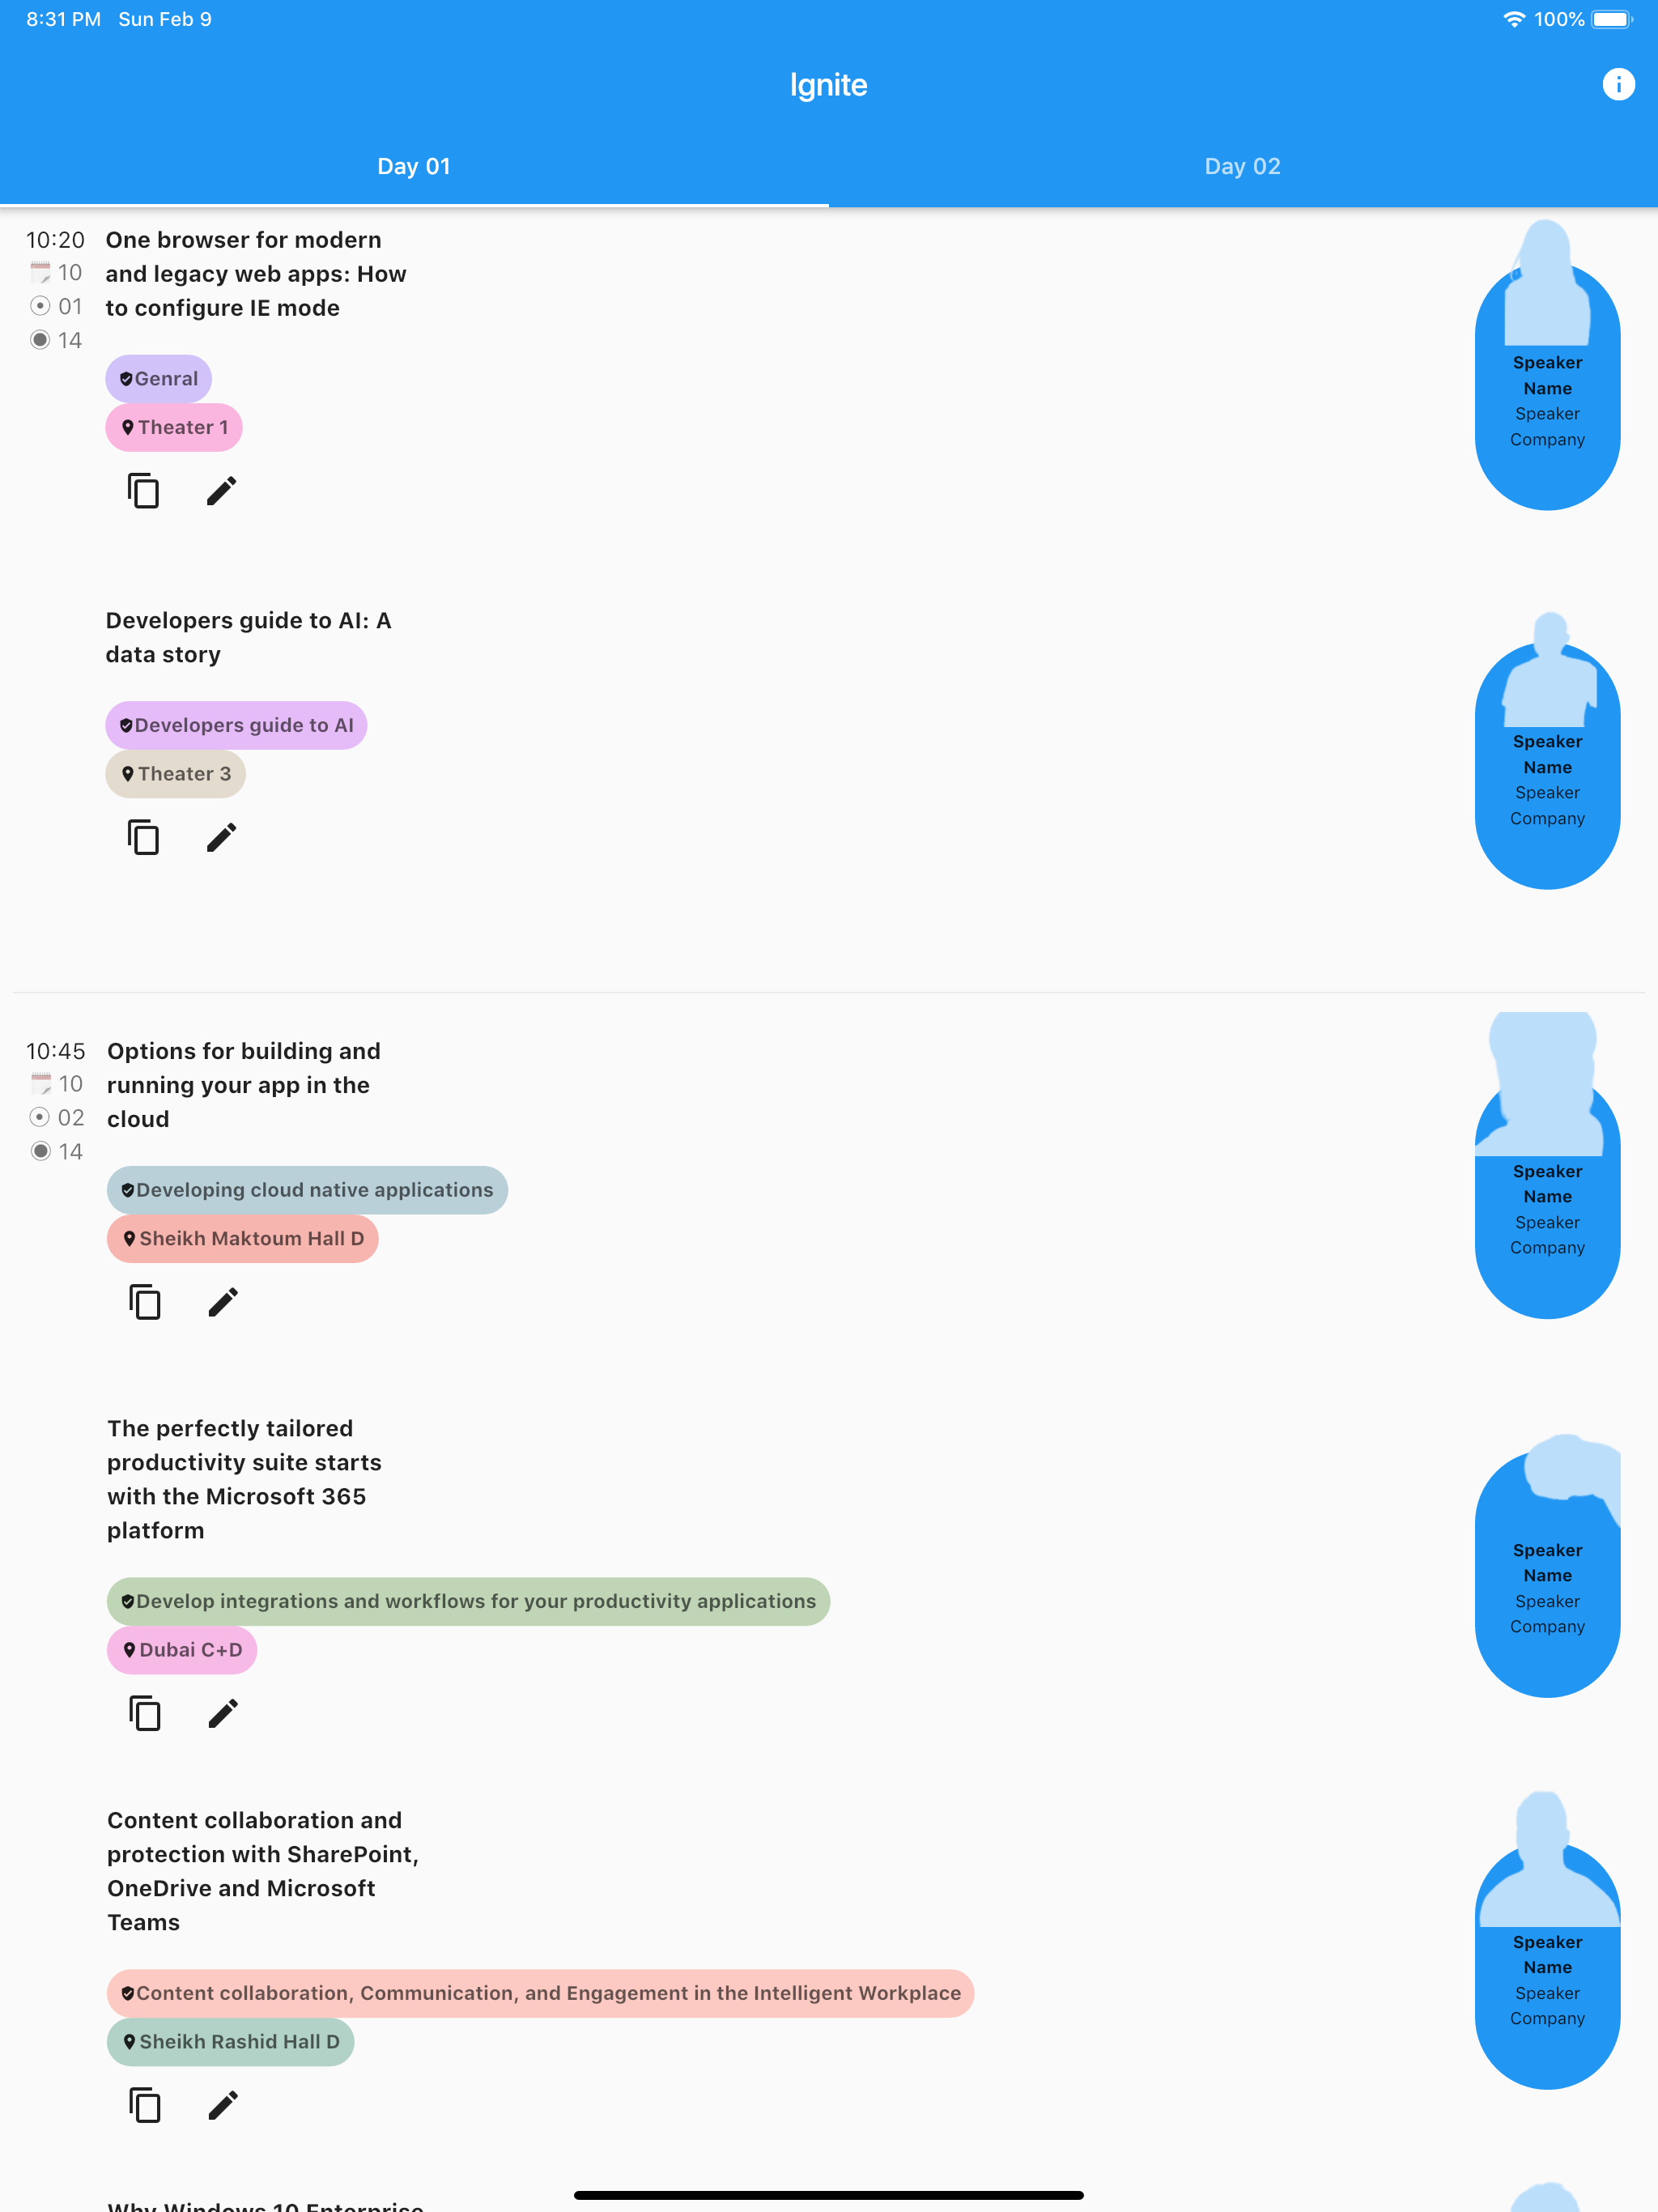 8:31 PM Sun Feb 9
100%
Ignite
Day 01
Day 02
10:20
10
01
14
One browser for modern
and legacy web apps: How
to configure IE mode
Genral
Theater 1
Speaker
Name
Speaker
Company
Developers guide to AI: A
data story
Developers guide to AI
Theater 3
Speaker
Name
Speaker
Company
10:45
10
02
14
Options for building and
running your app in the
cloud
Developing cloud native applications
Sheikh Maktoum Hall D
Speaker
Name
Speaker
Company
The perfectly tailored
productivity suite starts
with the Microsoft 365
platform
Develop integrations and workflows for your productivity applications
Dubai C+D
Speaker
Name
Speaker
Company
Content collaboration and
protection with SharePoint,
OneDrive and Microsoft
Teams
Content collaboration, Communication, and Engagement in the Intelligent Workplace
Sheikh Rashid Hall D
Speaker
Name
Speaker
Company
Why Windows 10 Enterprise